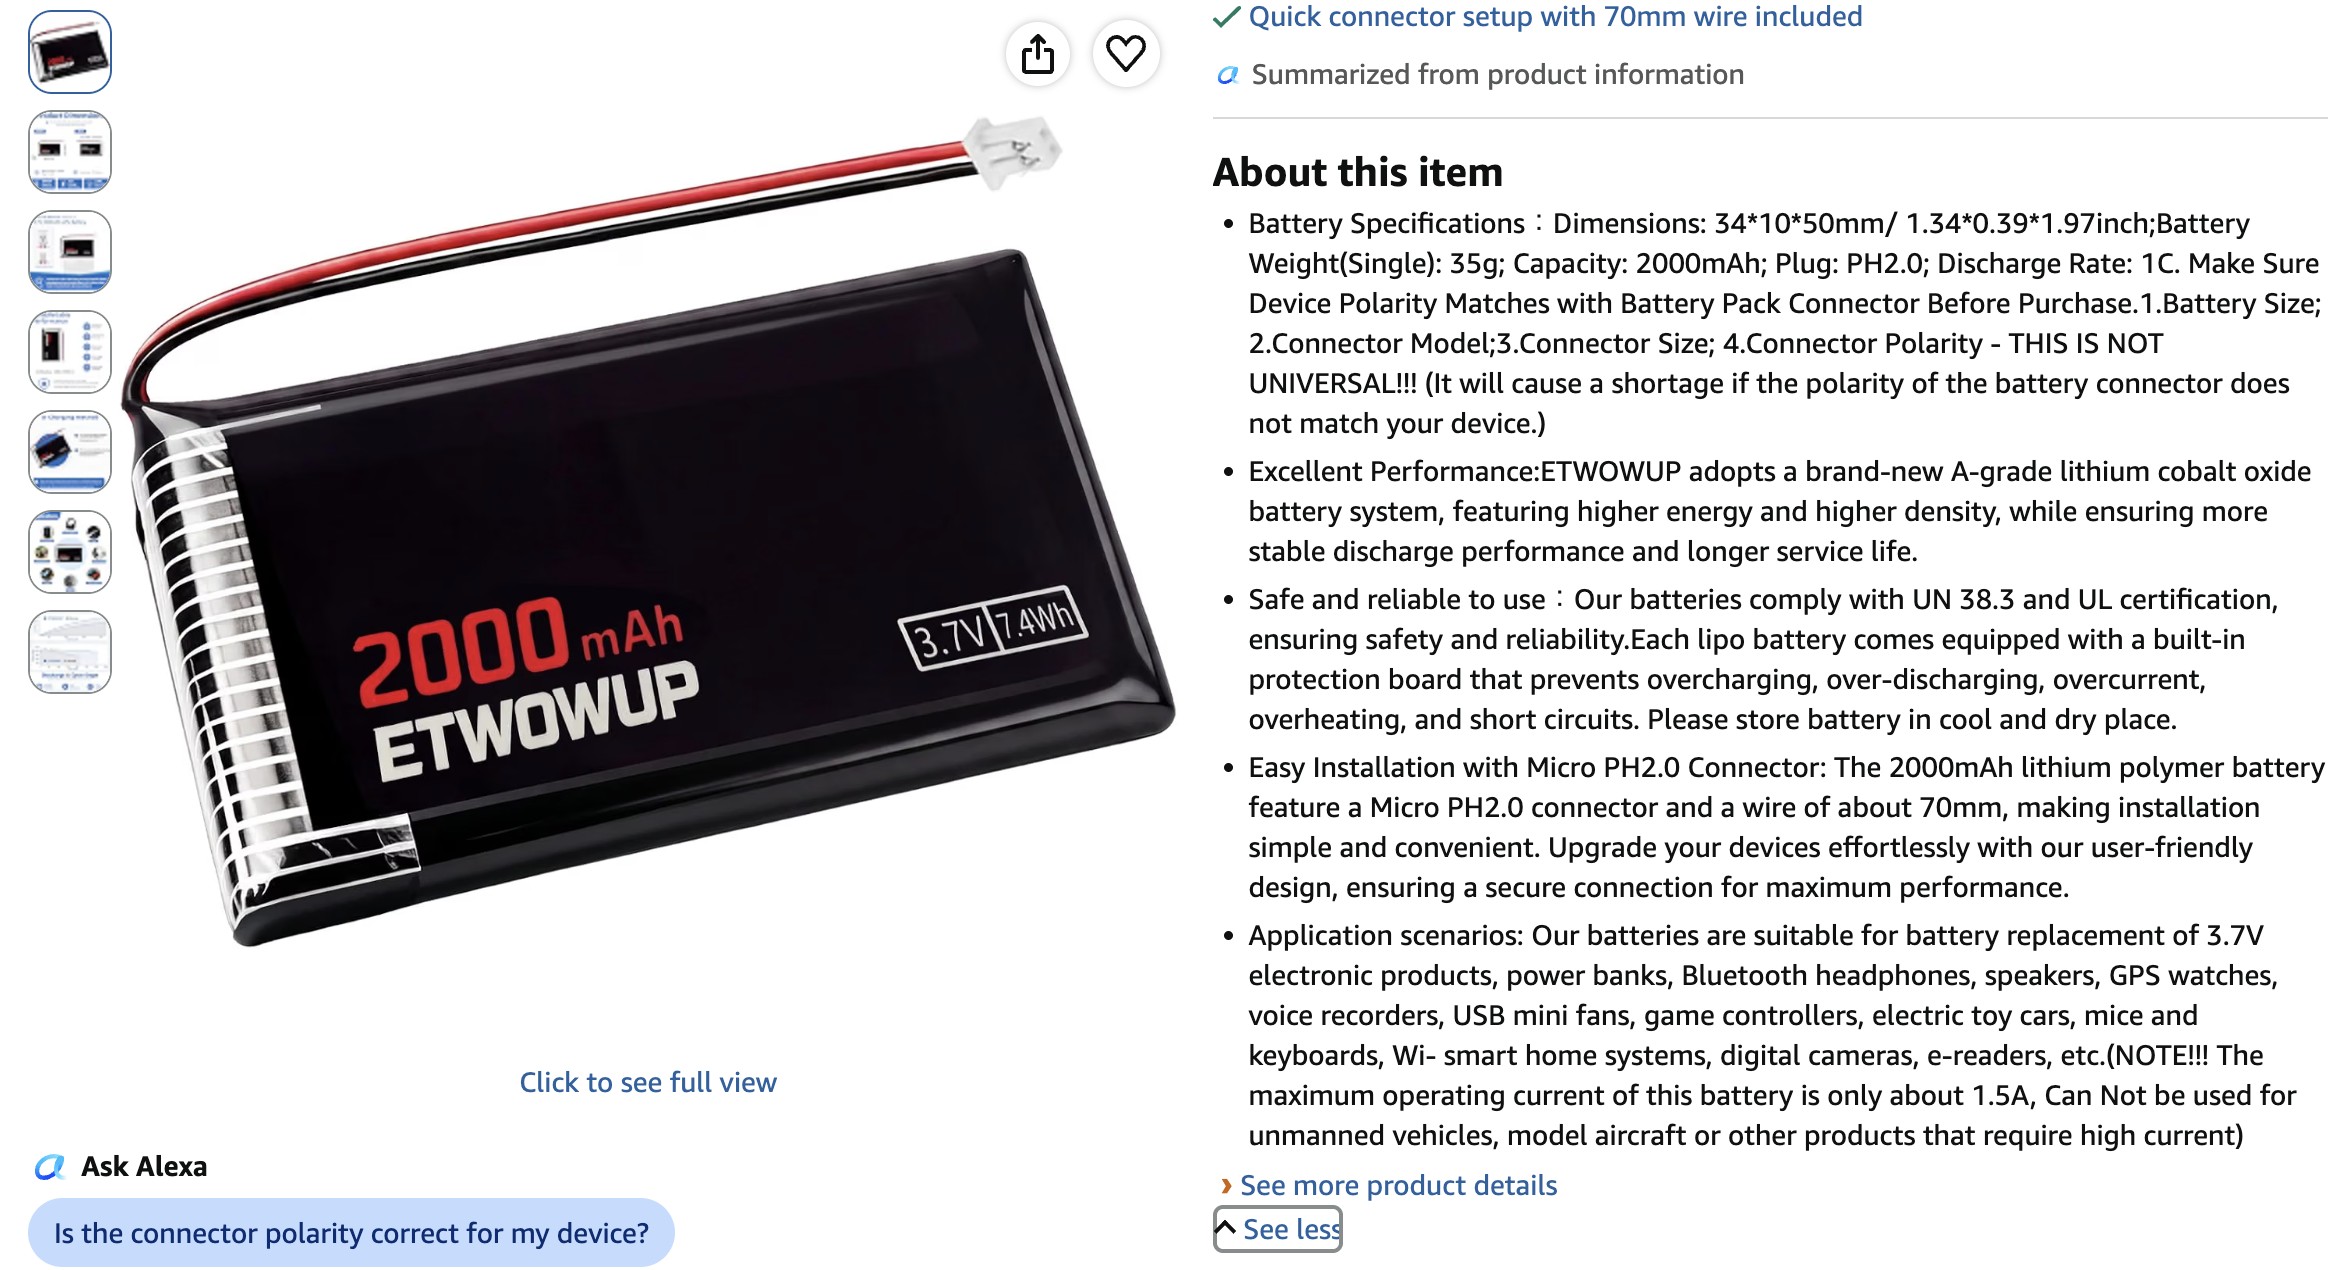 Quick connector setup with 70mm wire included
Summarized from product information
About this item
• Battery Specifications：Dimensions: 34*10*50mm/ 1.34*0.39*1.97inch;Battery
Weight(Single): 35g; Capacity: 2000mAh; Plug: PH2.0; Discharge Rate: 1C. Make Sure
Device Polarity Matches with Battery Pack Connector Before Purchase.1.Battery Size;
2.Connector Model;3.Connector Size; 4.Connector Polarity - THIS IS NOT
UNIVERSAL!!! (It will cause a shortage if the polarity of the battery connector does
not match your device.)
• Excellent Performance:ETWOWUP adopts a brand-new A-grade lithium cobalt oxide
battery system, featuring higher energy and higher density, while ensuring more
stable discharge performance and longer service life.
• Safe and reliable to use：Our batteries comply with UN 38.3 and UL certification,
ensuring safety and reliability.Each lipo battery comes equipped with a built-in
protection board that prevents overcharging, over-discharging, overcurrent,
overheating, and short circuits. Please store battery in cool and dry place.
• Easy Installation with Micro PH2.0 Connector: The 2000mAh lithium polymer battery
feature a Micro PH2.0 connector and a wire of about 70mm, making installation
simple and convenient. Upgrade your devices effortlessly with our user-friendly
design, ensuring a secure connection for maximum performance.
• Application scenarios: Our batteries are suitable for battery replacement of 3.7V
electronic products, power banks, Bluetooth headphones, speakers, GPS watches,
voice recorders, USB mini fans, game controllers, electric toy cars, mice and
keyboards, Wi- smart home systems, digital cameras, e-readers, etc.(NOTE!!! The
maximum operating current of this battery is only about 1.5A, Can Not be used for
unmanned vehicles, model aircraft or other products that require high current)
See more product details
See less
2000 mAh
ETWOWUP
3.7V 7.4Wh
Click to see full view
Ask Alexa
Is the connector polarity correct for my device?